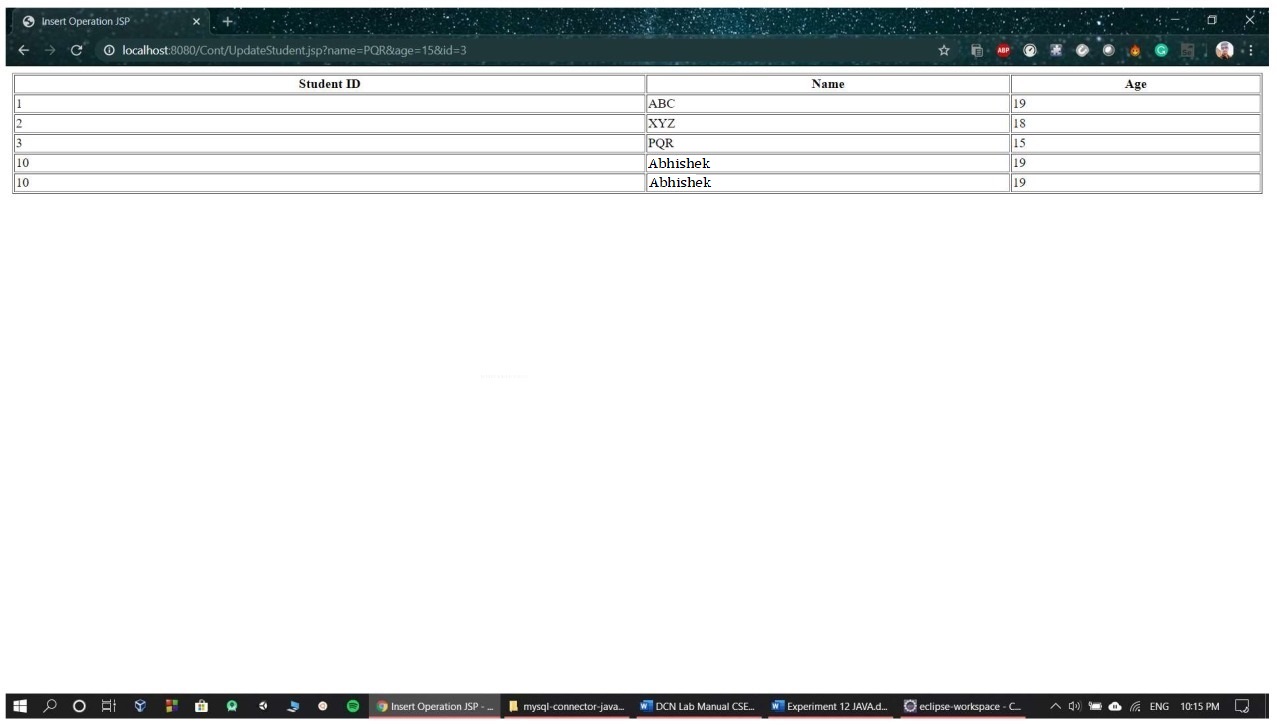 Insert Operation JSP
localhost:8080/Cont/UpdateStudent.jsp?name=PQR&age=15&id=3
ABP
Student ID Name Age
1 ABC 19
2 XYZ 18
3 PQR 15
10 Abhishek 19
10 Abhishek 19
Insert Operation JSP - ... mysql-connector-java... DCN Lab Manual CSE... Experiment 12 JAVA.d... eclipse-workspace - C... ENG 10:15 PM